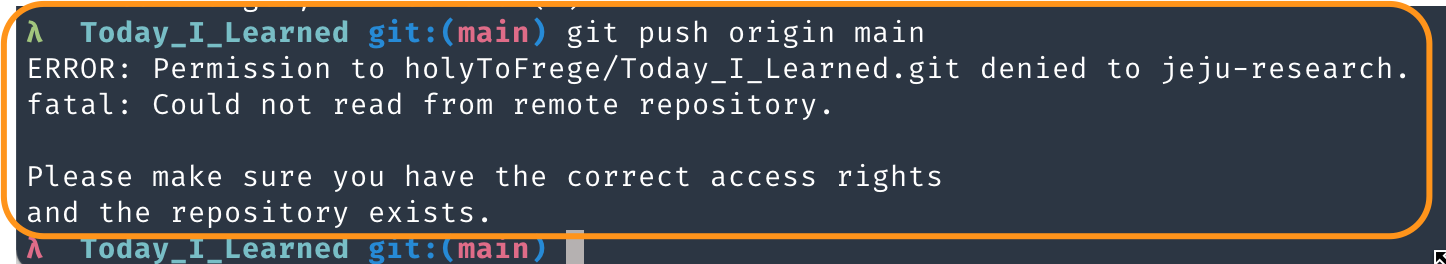 λ  Today_I_Learned git:(main) git push origin main
ERROR: Permission to holyToFrege/Today_I_Learned.git denied to jeju-research.
fatal: Could not read from remote repository.

Please make sure you have the correct access rights
and the repository exists.
λ  Today_I_Learned git:(main)